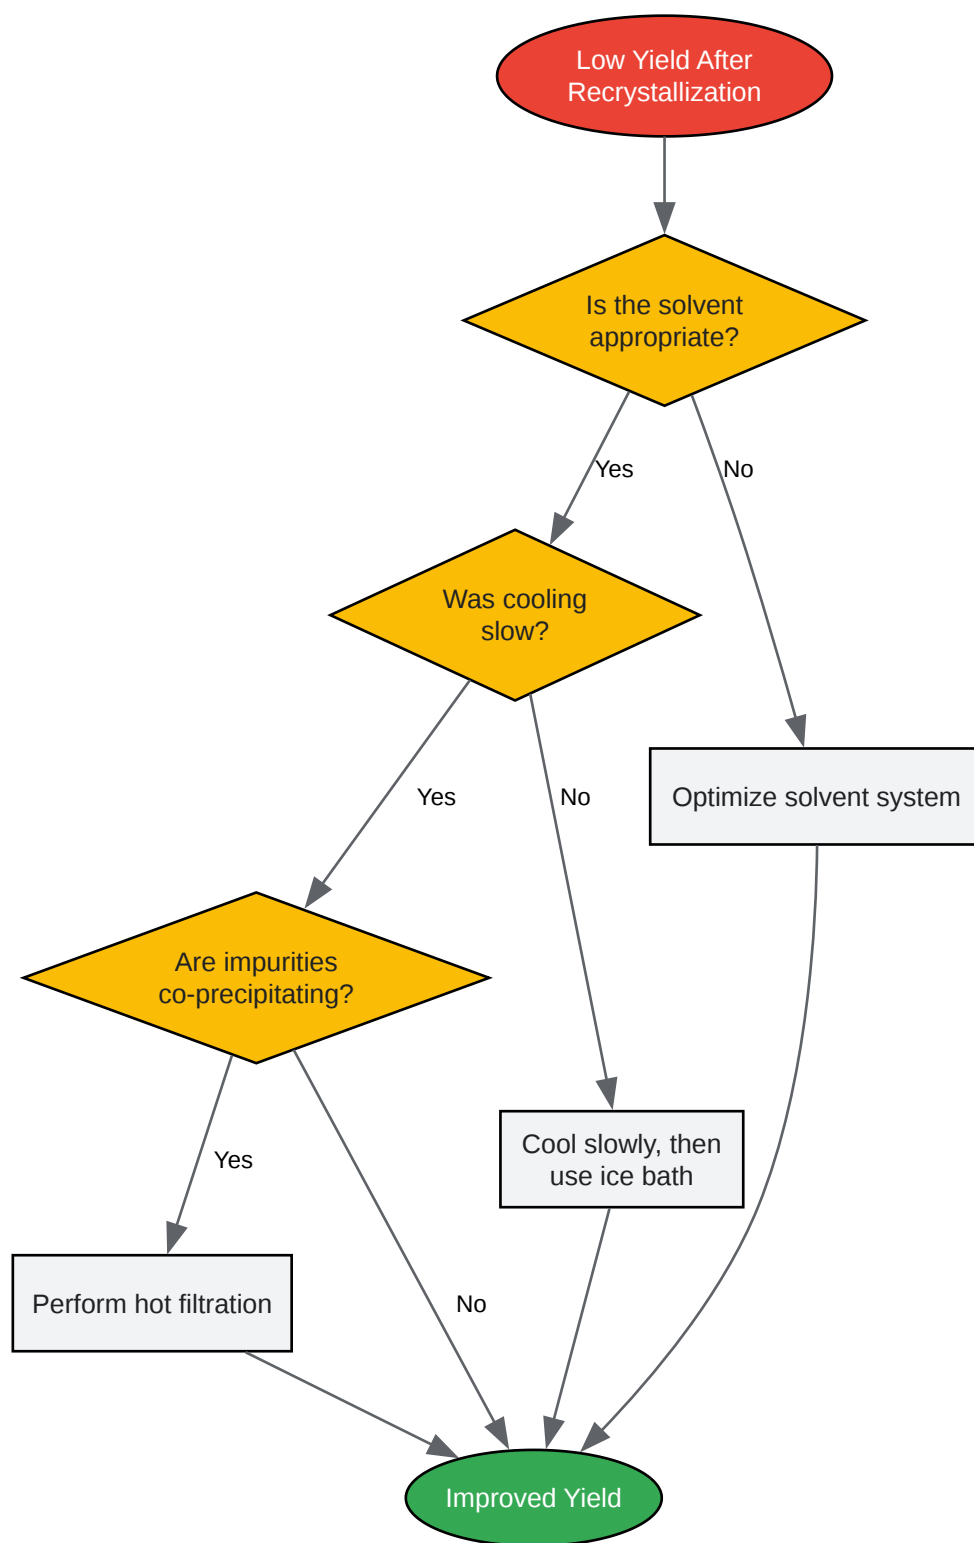 Low Yield After
Recrystallization
Is the solvent
appropriate?
Yes
No
Was cooling
slow?
Yes
No
Optimize solvent system
Are impurities
co-precipitating?
Yes
No
Cool slowly, then
use ice bath
Perform hot filtration
Improved Yield